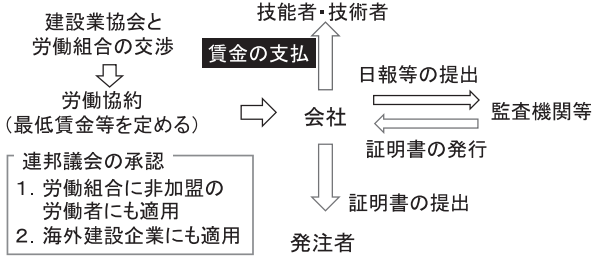 建設業協会と
労働組合の交渉
労働協約
(最低賃金等を定める)
連邦議会の承認
1. 労働組合に非加盟の
労働者にも適用
2. 海外建設企業にも適用
技能者・技術者
賃金の支払
会社
日報等の提出
監査機関等
証明書の発行
証明書の提出
発注者